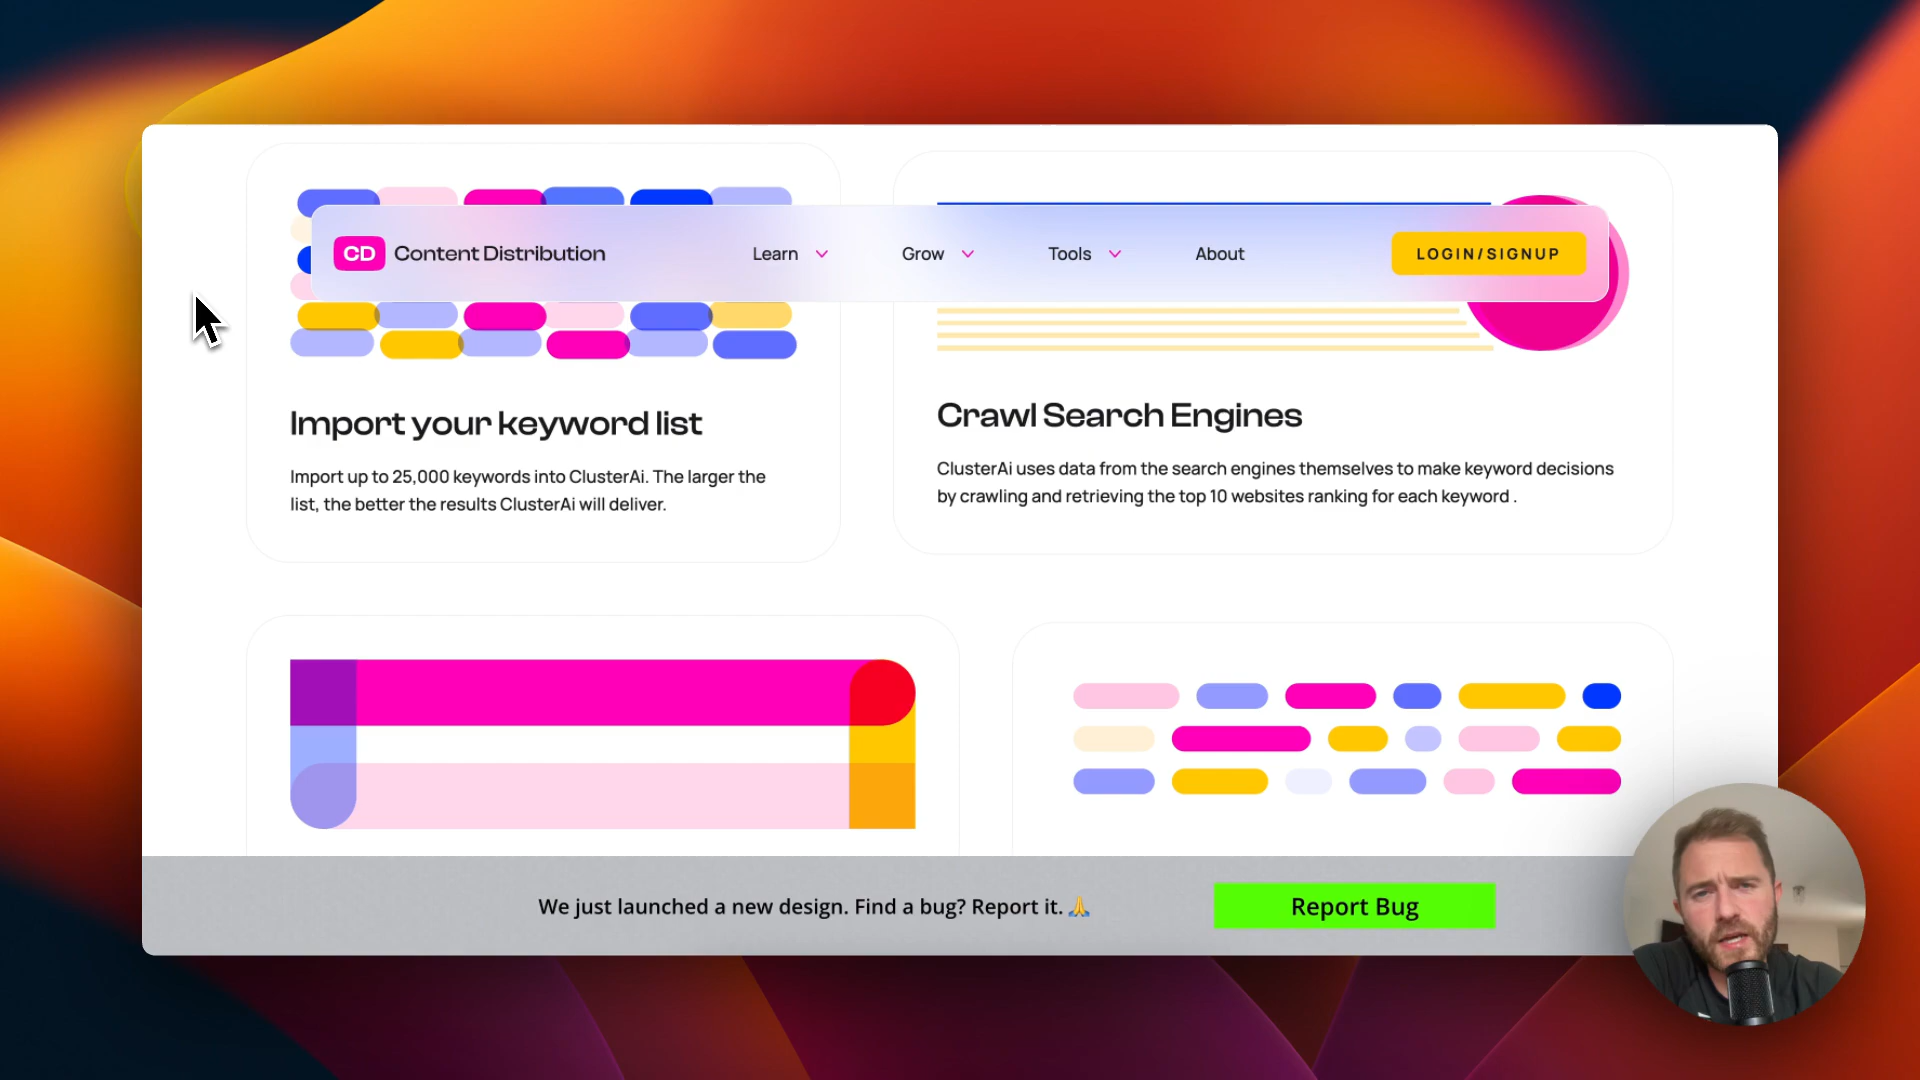 CD Content Distribution
Learn
Grow
Tools
About
LOGIN/SIGNUP
Import your keyword list
Import up to 25,000 keywords into ClusterAi. The larger the
list, the better the results ClusterAi will deliver.
Crawl Search Engines
ClusterAi uses data from the search engines themselves to make keyword decisions
by crawling and retrieving the top 10 websites ranking for each keyword .
We just launched a new design. Find a bug? Report it. 🙏
Report Bug